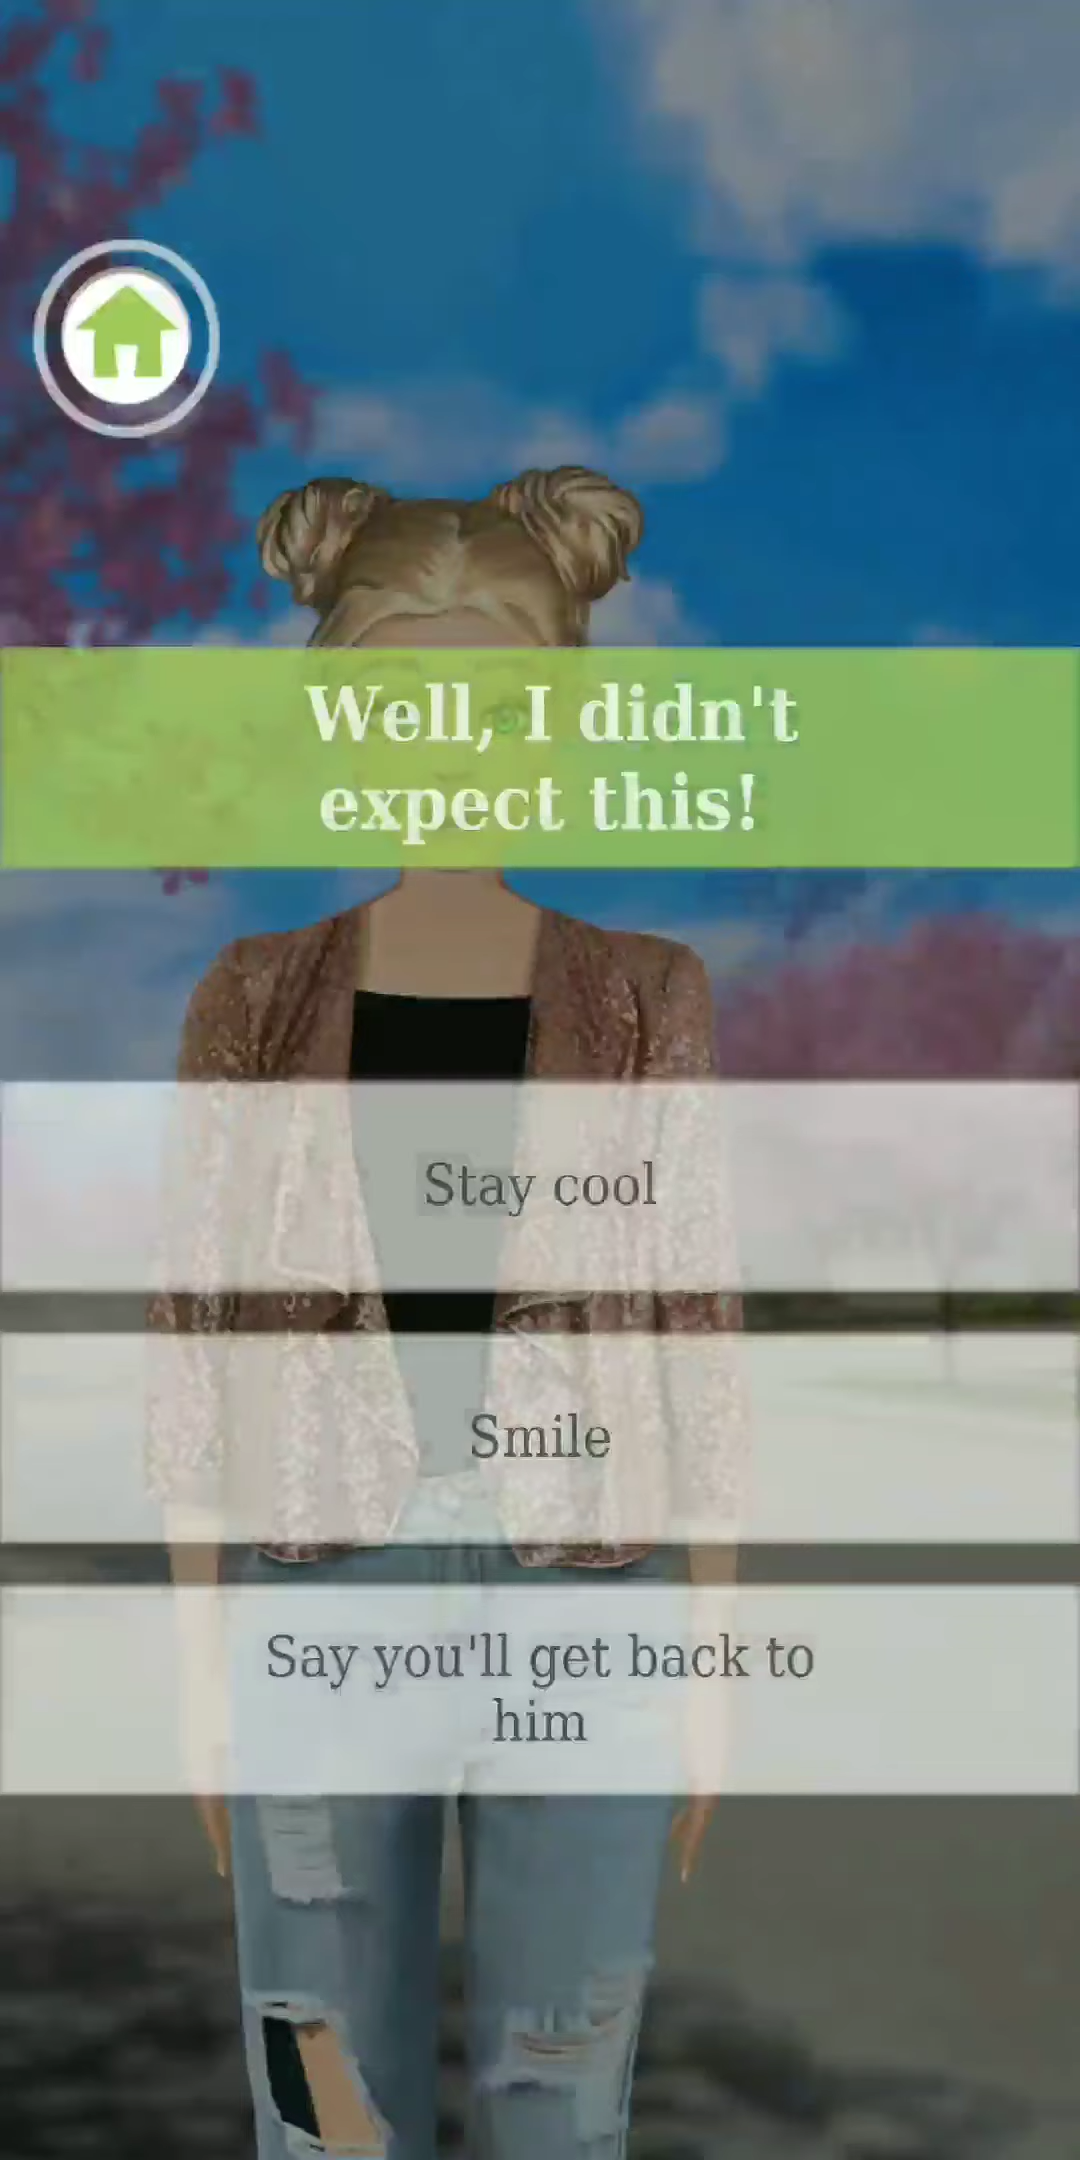 Well, I didn't
expect this!
Stay cool
Smile
Say you'll get back to
him